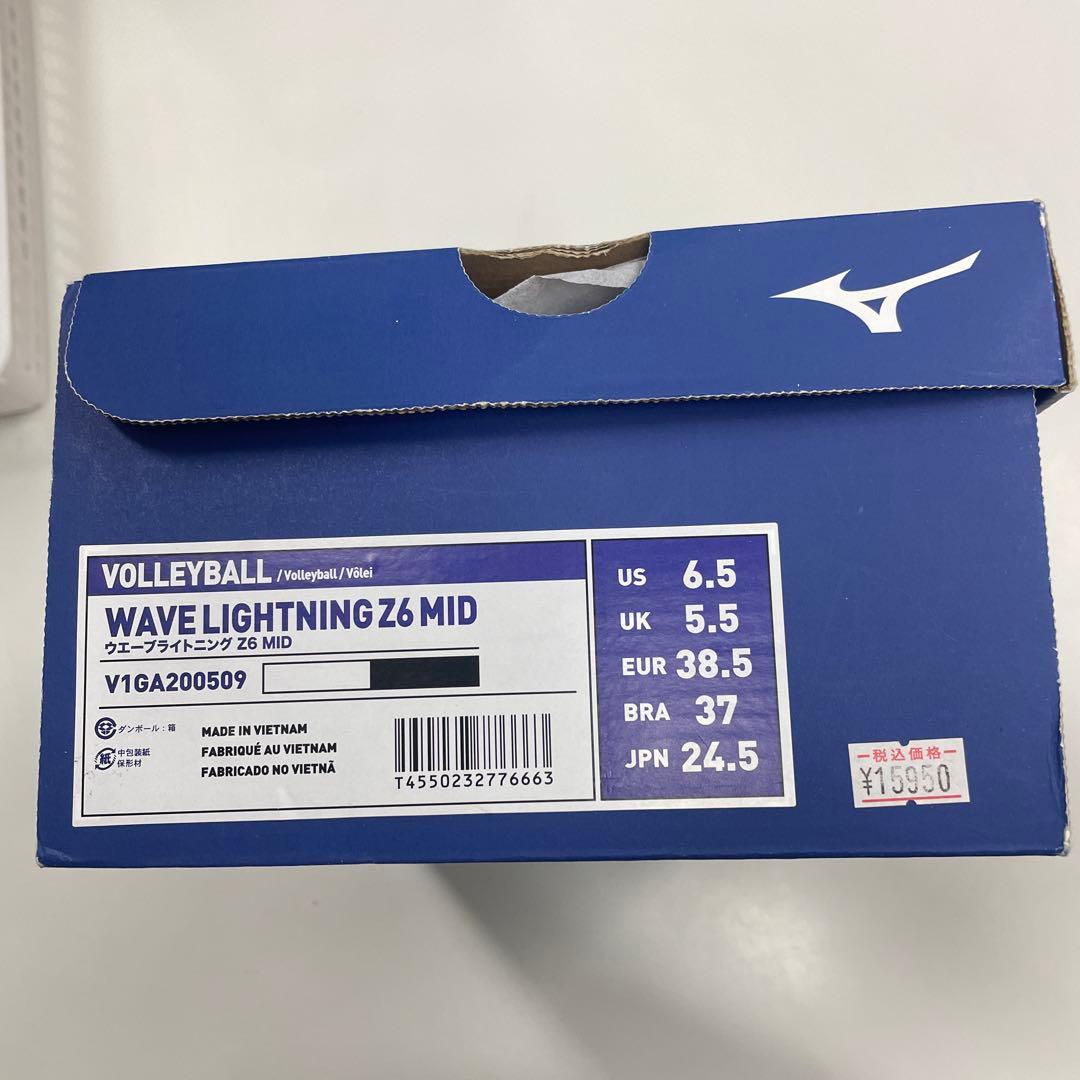 VOLLEYBALL /Volleyball/Vôlei
WAVE LIGHTNING Z6 MID
ウエーブライトニング Z6 MID
V1GA200509
ダンボール：箱
紙 中包装紙
保形材
MADE IN VIETNAM
FABRIQUÉ AU VIETNAM
FABRICADO NO VIETNÃ
T4550232776663
US 6.5
UK 5.5
EUR 38.5
BRA 37
JPN 24.5
税込価格
¥15950